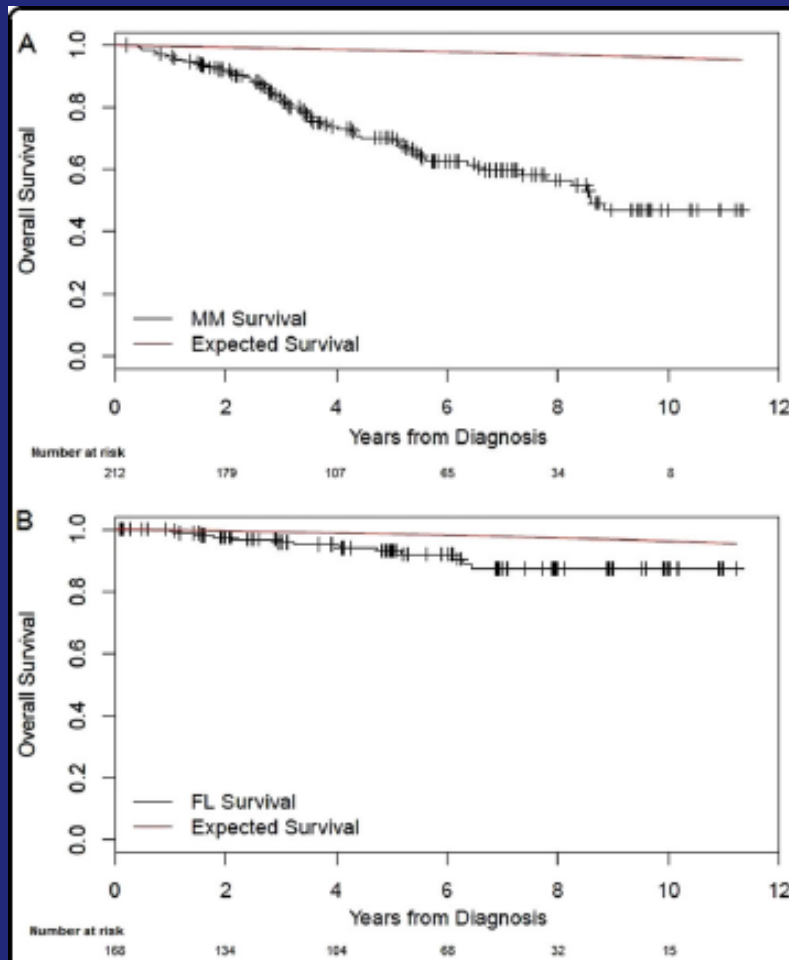 A
Overall Survival
1.0
0.8
0.6
0.4
0.2
0.0
MM Survival
Expected Survival
0 2 4 6 8 10 12
Years from Diagnosis
Number at risk
212 179 107 65 34 8
B
Overall Survival
1.0
0.8
0.6
0.4
0.2
0.0
FL Survival
Expected Survival
0 2 4 6 8 10 12
Years from Diagnosis
Number at risk
168 134 104 68 32 15